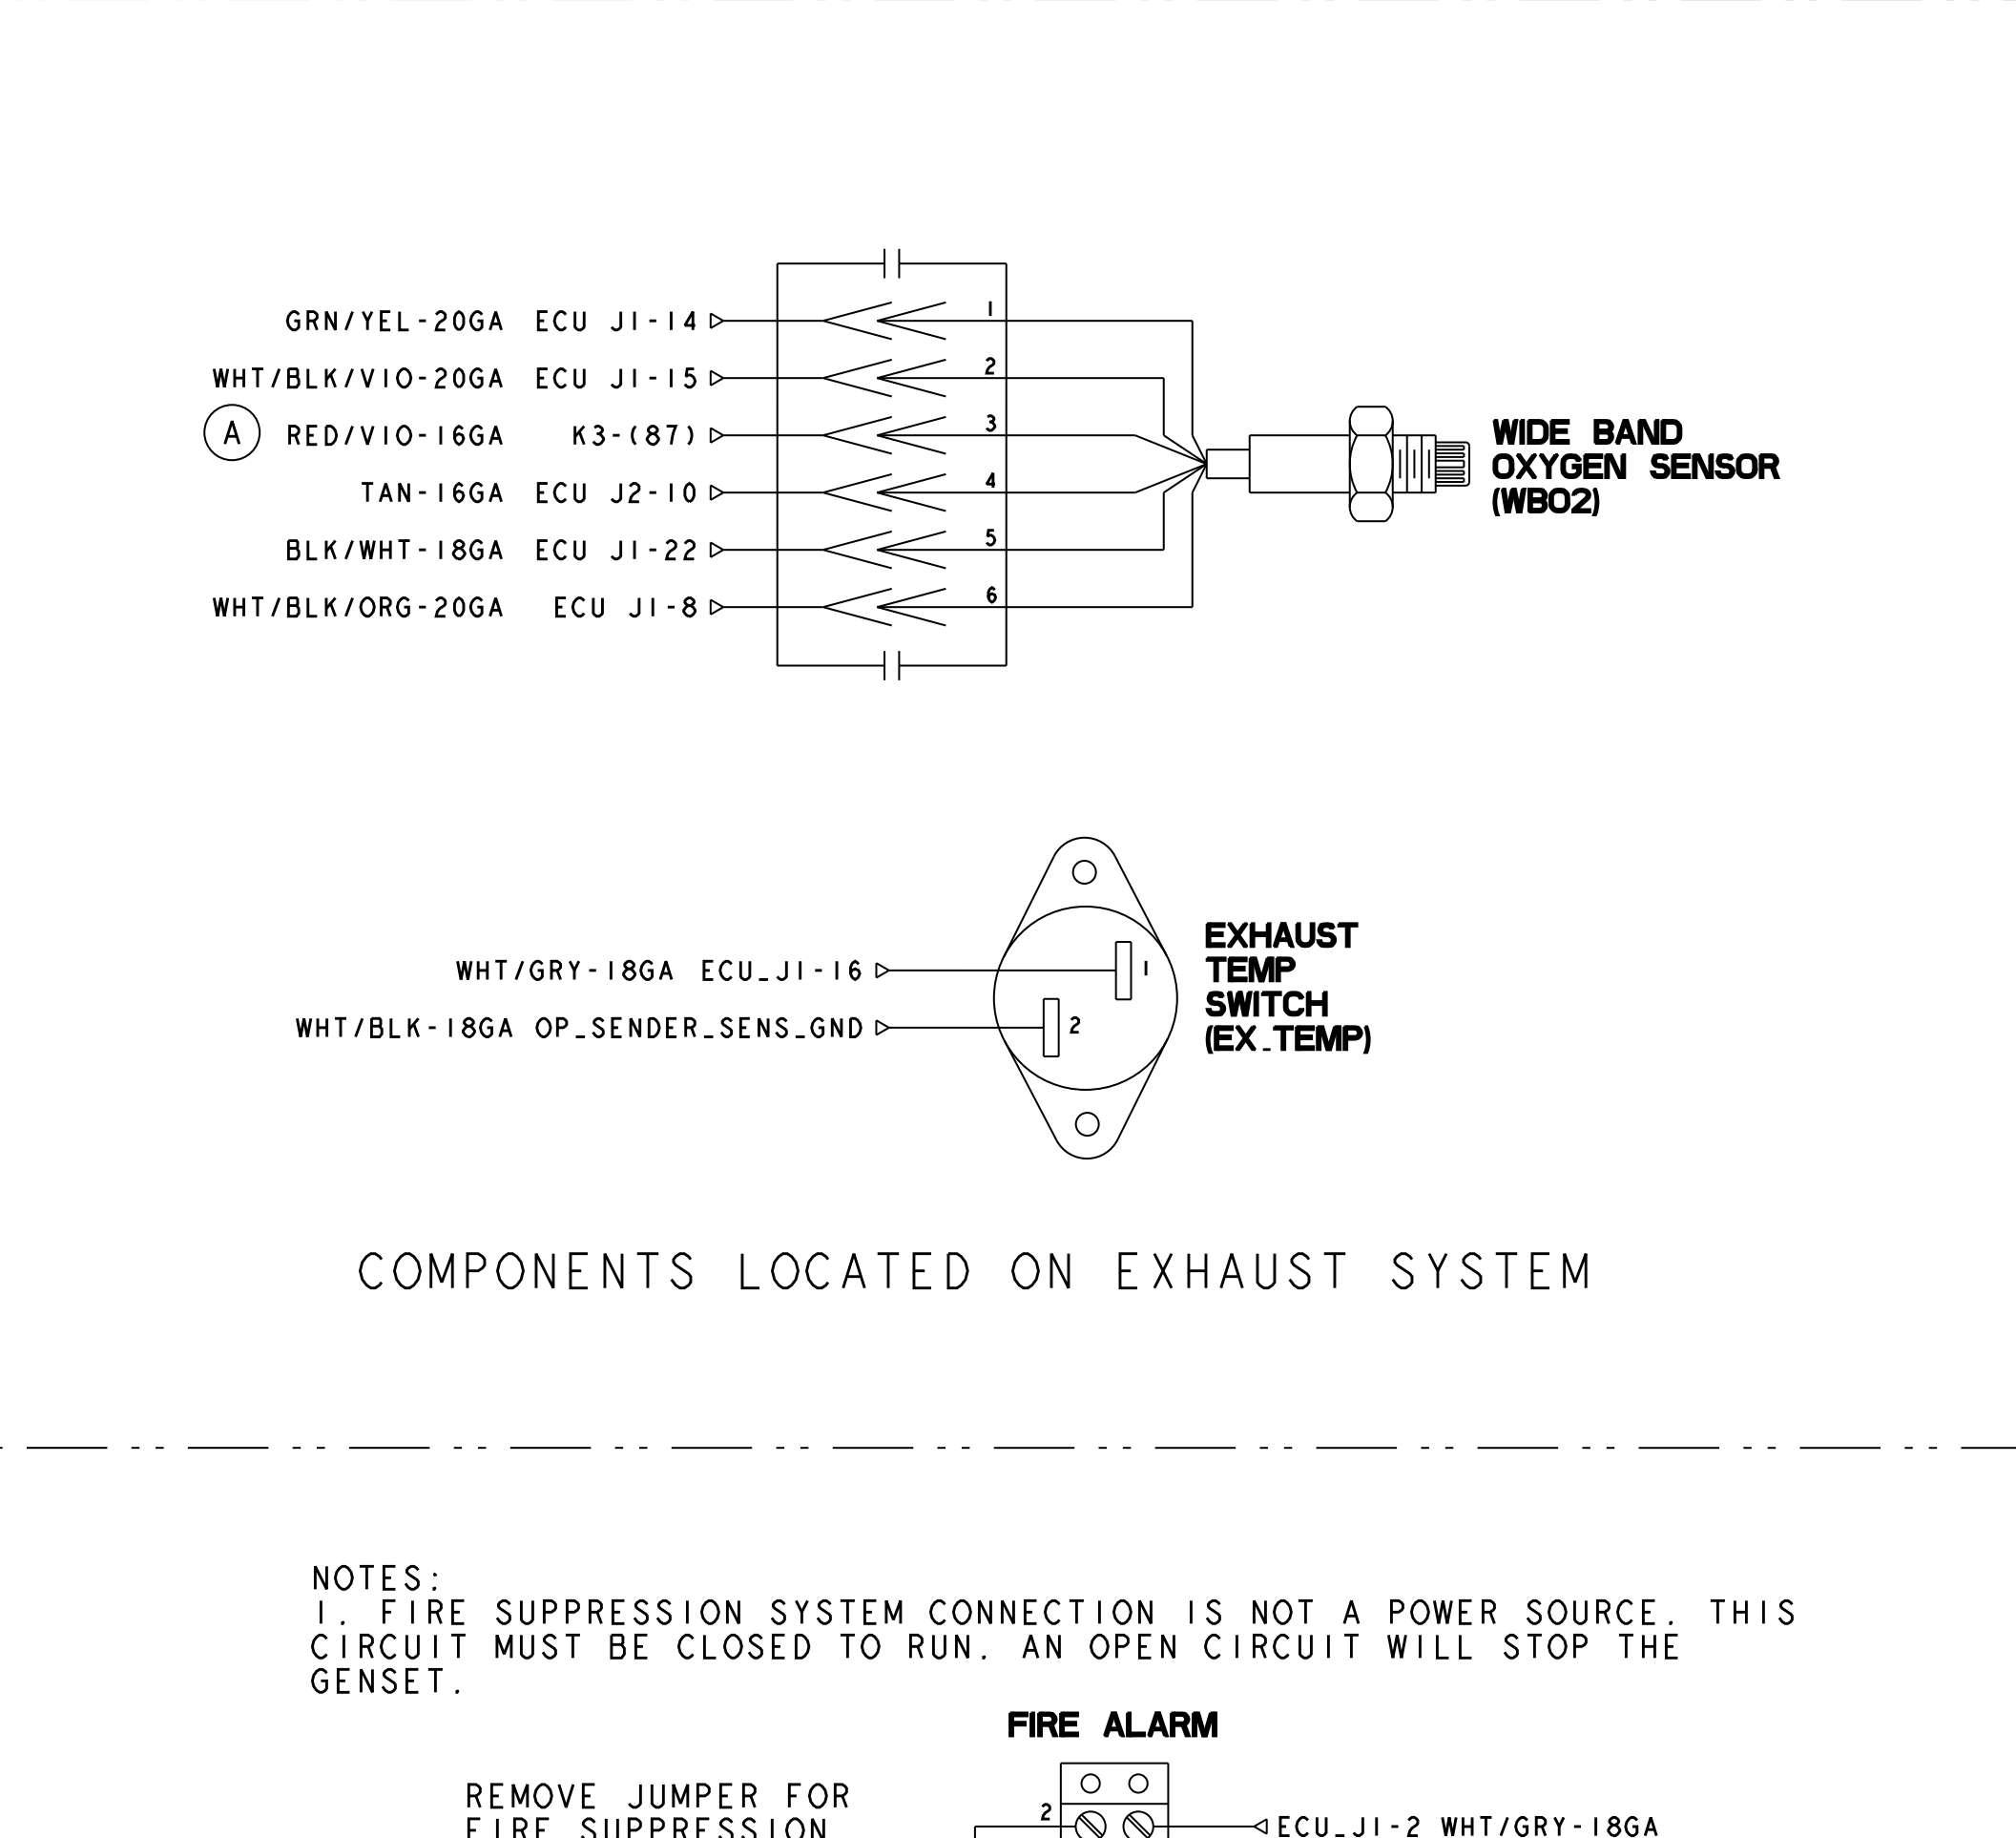 GRN/YEL-20GA ECU J1-14 1
WHT/BLK/VIO-20GA ECU J1-15 2
A RED/VIO-16GA K3-(87) 3
TAN-16GA ECU J2-10 4
BLK/WHT-18GA ECU J1-22 5
WHT/BLK/ORG-20GA ECU J1-8 6
WIDE BAND
OXYGEN SENSOR
(WBO2)
WHT/GRY-18GA ECU_J1-16 1
WHT/BLK-18GA OP_SENDER_SENS_GND 2
EXHAUST
TEMP
SWITCH
(EX_TEMP)
COMPONENTS LOCATED ON EXHAUST SYSTEM
NOTES:
1. FIRE SUPPRESSION SYSTEM CONNECTION IS NOT A POWER SOURCE. THIS
CIRCUIT MUST BE CLOSED TO RUN. AN OPEN CIRCUIT WILL STOP THE
GENSET.
FIRE ALARM
REMOVE JUMPER FOR
FIRE SUPPRESSION
2 ECU_J1-2 WHT/GRY-18GA